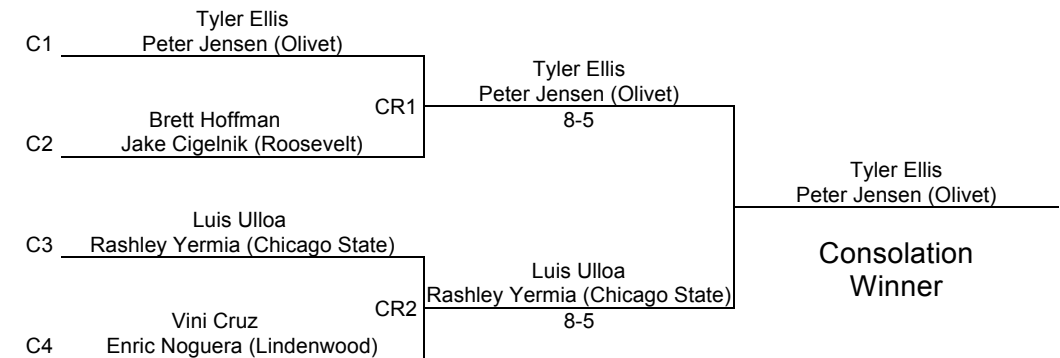 Tyler Ellis
C1 Peter Jensen (Olivet)
Tyler Ellis
Peter Jensen (Olivet)
CR1
8-5
Brett Hoffman
C2 Jake Cigelnik (Roosevelt)
Tyler Ellis
Peter Jensen (Olivet)
Luis Ulloa
C3 Rashley Yermia (Chicago State)
Consolation
Winner
Luis Ulloa
Rashley Yermia (Chicago State)
CR2
8-5
Vini Cruz
C4 Enric Noguera (Lindenwood)